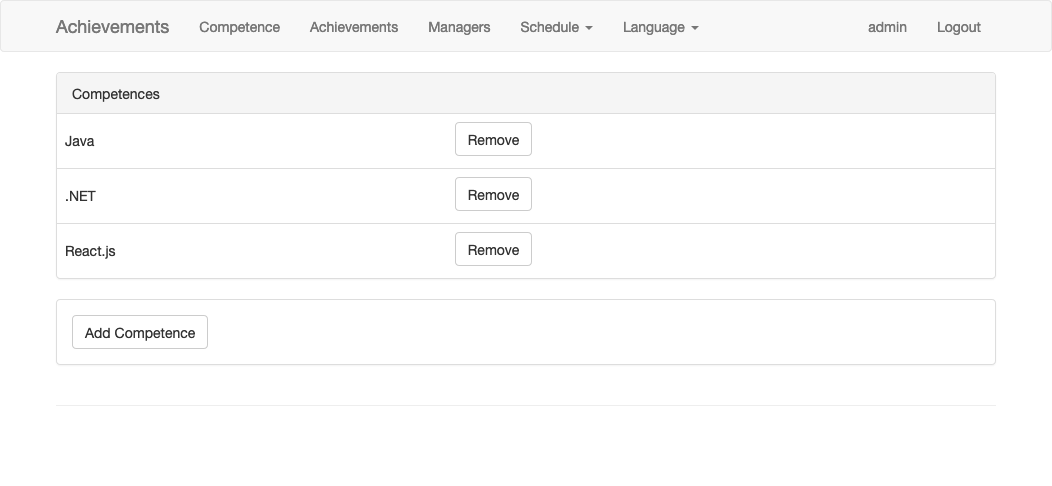 Achievements Competence Achievements Managers Schedule Language admin Logout
Competences
Java Remove
.NET Remove
React.js Remove
Add Competence